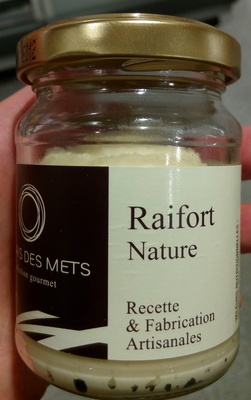 DES METS
gourmet
Raifort
Nature
Recette
& Fabrication
Artisanales